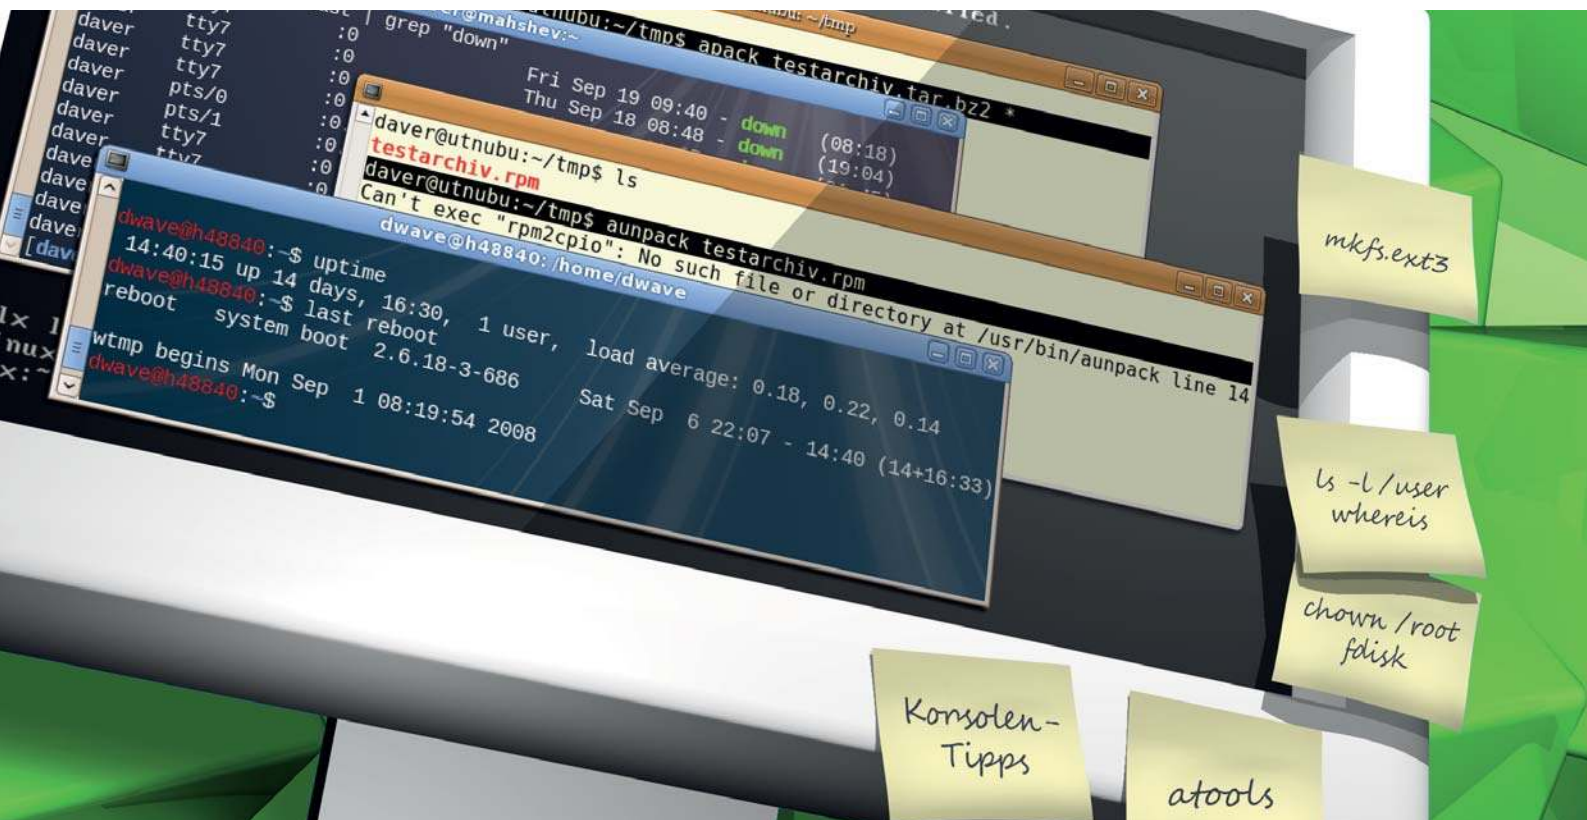 daver tty7 :0
daver tty7 :0
daver tty7 :0
daver pts/0 :0
daver pts/1 :0
daver tty7 :0
| grep "down"
Fri Sep 19 09:40 - down (08:18)
Thu Sep 18 08:48 - down (19:04)
~/tmp$ apack testarchiv.tar.bz2 *
daver@utnubu:~/tmp$ ls
testarchiv.rpm
daver@utnubu:~/tmp$ aunpack testarchiv.rpm
Can't exec "rpm2cpio": No such file or directory at /usr/bin/aunpack line 14
dwave@h48840: /home/dwave
dwave@h48840:~$ uptime
14:40:15 up 14 days, 16:30, 1 user, load average: 0.18, 0.22, 0.14
dwave@h48840:~$ last reboot
reboot system boot 2.6.18-3-686 Sat Sep 6 22:07 - 14:40 (14+16:33)
wtmp begins Mon Sep 1 08:19:54 2008
dwave@h48840:~$
mkfs.ext3
ls -l /user
whereis
chown /root
fdisk
Konsolen-
Tipps
atools